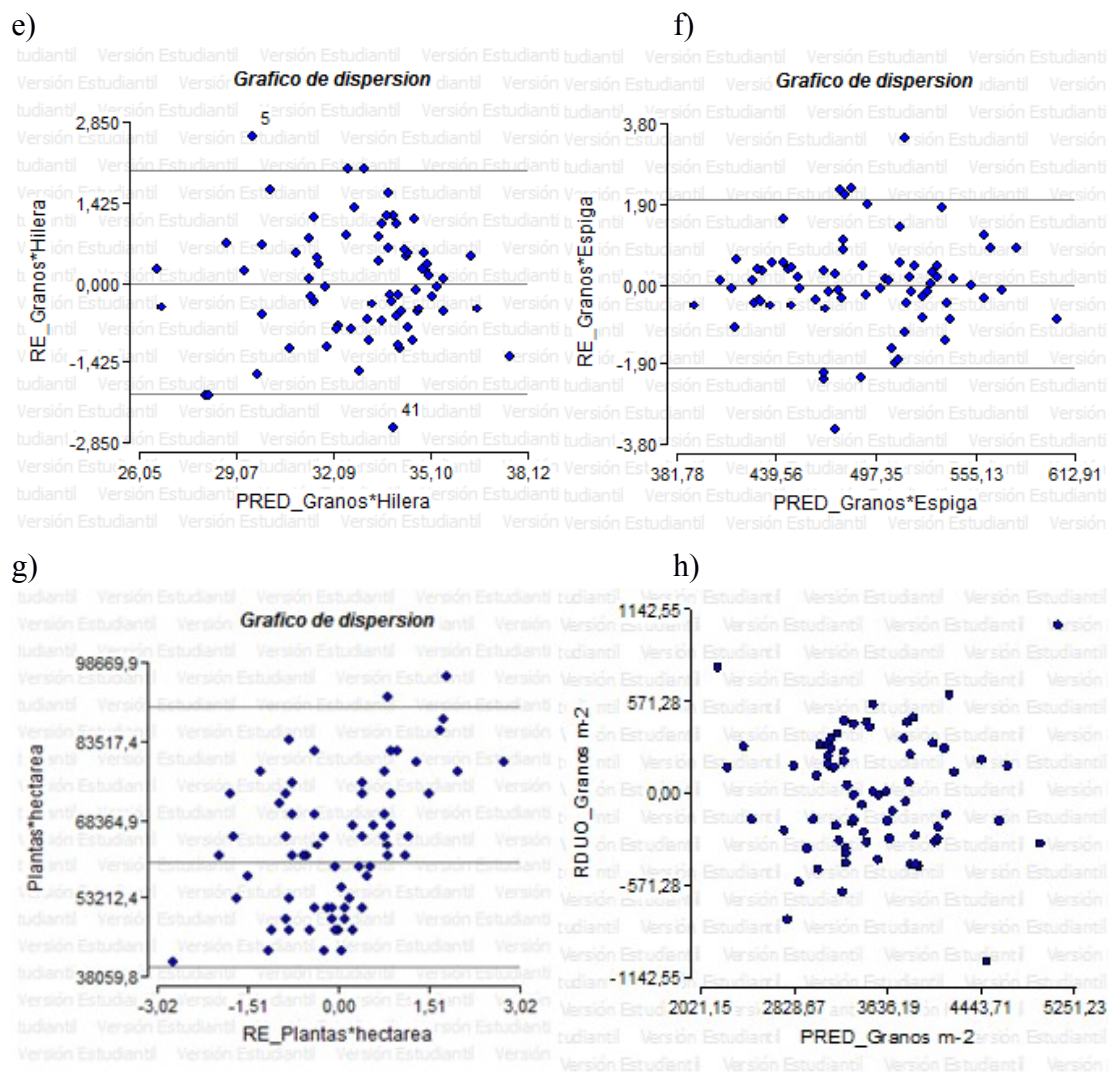 e)
f)
Grafico de dispersion
5
41
2,850
1,425
0,000
-1,425
-2,850
RE_Granos*Hilera
26,05 29,07 32,09 35,10 38,12
PRED_Granos*Hilera
Grafico de dispersion
3,80
1,90
0,00
-1,90
-3,80
RE_Granos*Espiga
381,78 439,56 497,35 555,13 612,91
PRED_Granos*Espiga
g)
h)
Grafico de dispersion
98669,9
83517,4
68364,9
53212,4
38059,8
Plantas*hectarea
-3,02 -1,51 0,00 1,51 3,02
RE_Plantas*hectarea
1142,55
571,28
0,00
-571,28
-1142,55
RDUO_Granos m-2
2021,15 2828,67 3636,19 4443,71 5251,23
PRED_Granos m-2